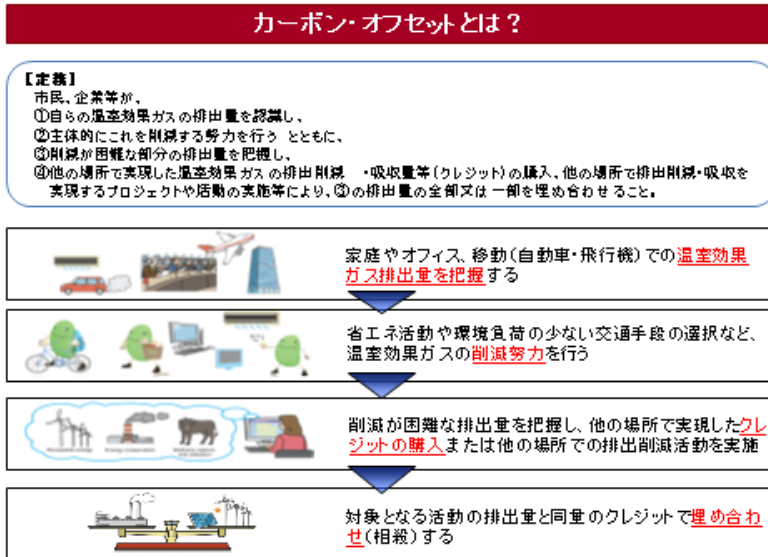 カーボン・オフセットとは？
【定義】
市民、企業等が、
①自らの温室効果ガスの排出量を認識し、
②主体的にこれを削減する努力を行う とともに、
③削減が困難な部分の排出量を把握し、
④他の場所で実現した温室効果ガスの排出削減 ・吸収量等(クレジット)の購入、他の場所で排出削減・吸収を
実現するプロジェクトや活動の実施等により、③の排出量の全部又は一部を埋め合わせること。
家庭やオフィス、移動(自動車・飛行機)での温室効果
ガス排出量を把握する
省エネ活動や環境負荷の少ない交通手段の選択など、
温室効果ガスの削減努力を行う
削減が困難な排出量を把握し、他の場所で実現したクレ
ジットの購入または他の場所での排出削減活動を実施
対象となる活動の排出量と同量のクレジットで埋め合わ
せ(相殺)する